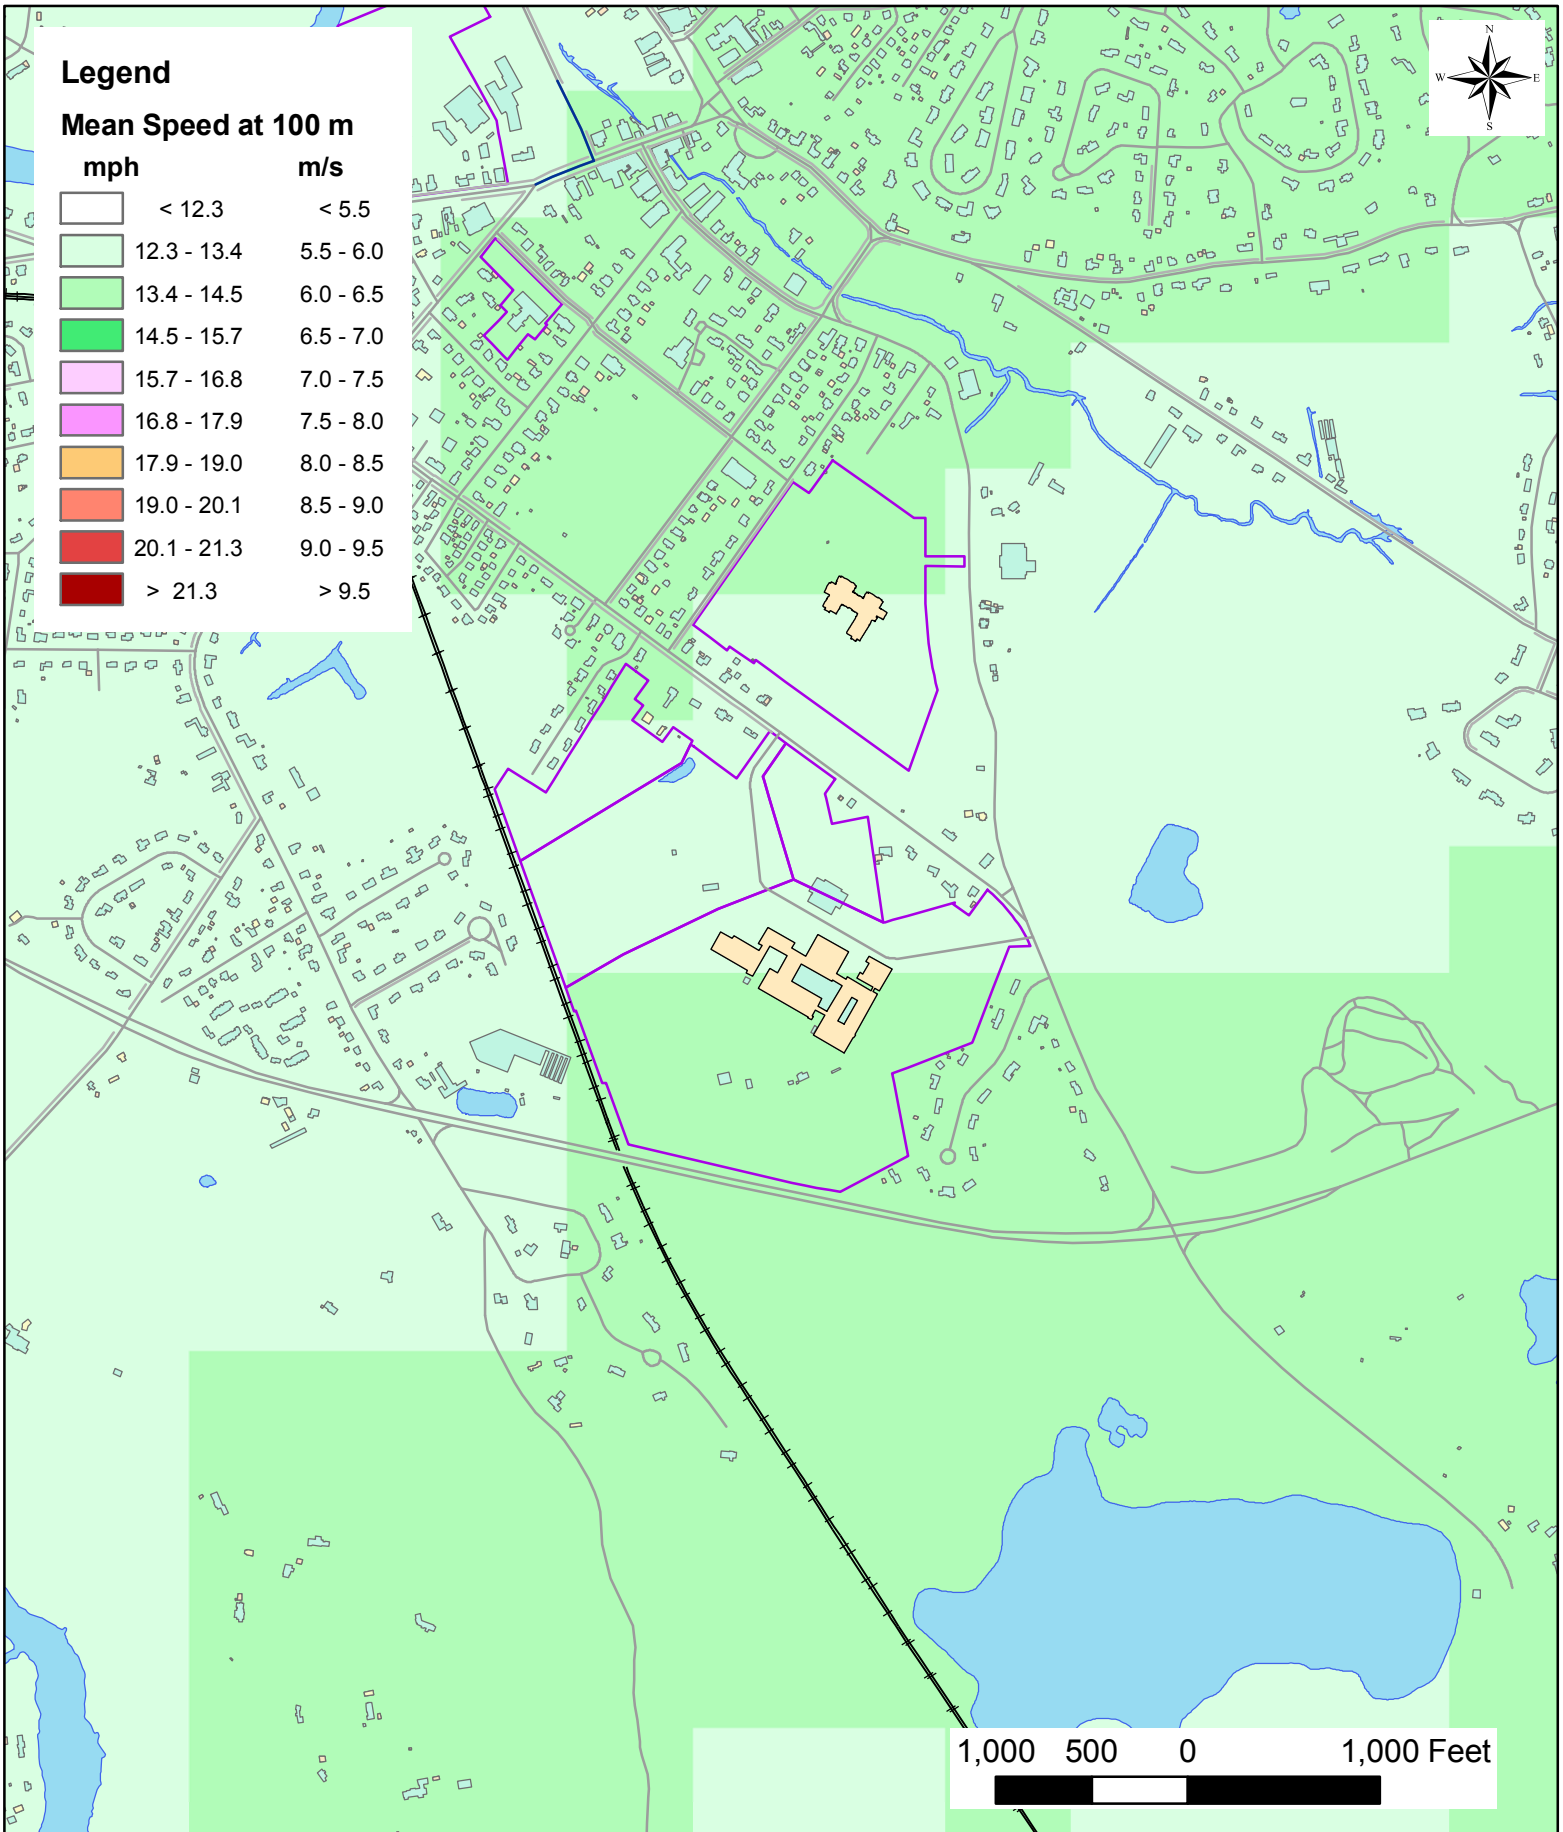 Legend
Mean Speed at 100 m
mph m/s
< 12.3 < 5.5
12.3 - 13.4 5.5 - 6.0
13.4 - 14.5 6.0 - 6.5
14.5 - 15.7 6.5 - 7.0
15.7 - 16.8 7.0 - 7.5
16.8 - 17.9 7.5 - 8.0
17.9 - 19.0 8.0 - 8.5
19.0 - 20.1 8.5 - 9.0
20.1 - 21.3 9.0 - 9.5
> 21.3 > 9.5
N
W E
S
1,000 500 0 1,000 Feet